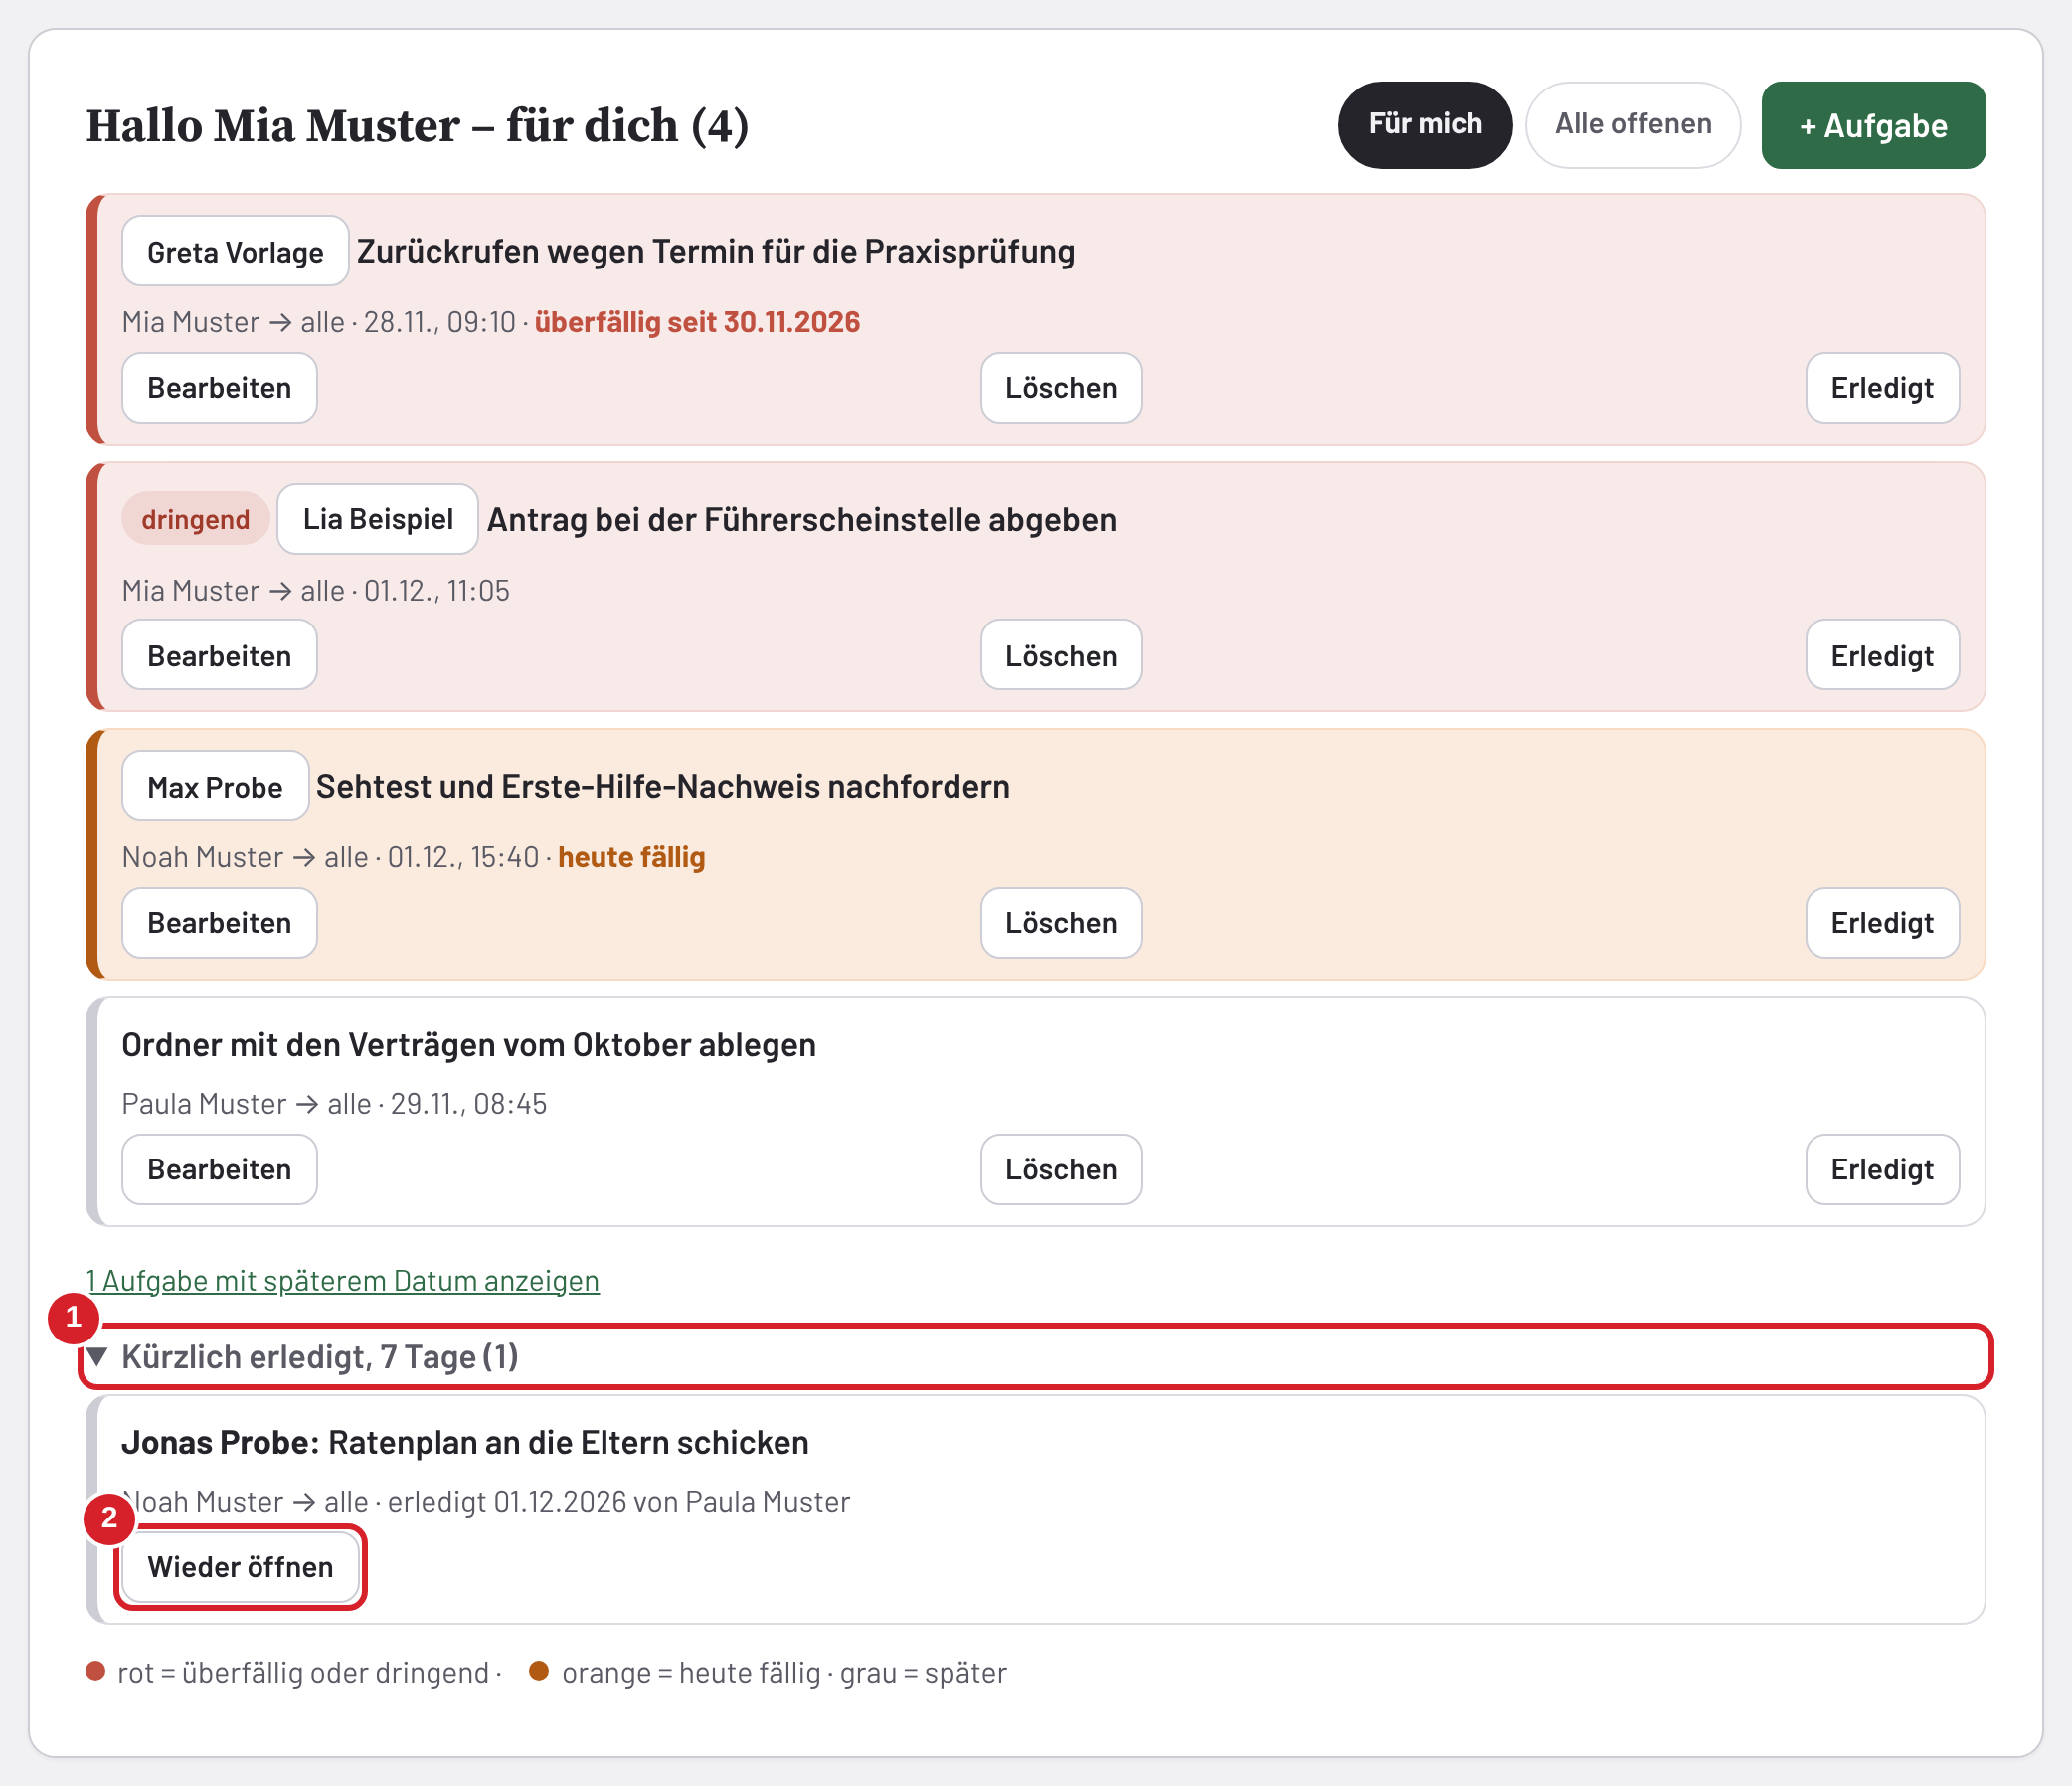 Hallo Mia Muster – für dich (4)
Für mich
Alle offenen
+ Aufgabe
Greta Vorlage Zurückrufen wegen Termin für die Praxisprüfung
Mia Muster → alle · 28.11., 09:10 · überfällig seit 30.11.2026
Bearbeiten
Löschen
Erledigt
dringend Lia Beispiel Antrag bei der Führerscheinstelle abgeben
Mia Muster → alle · 01.12., 11:05
Bearbeiten
Löschen
Erledigt
Max Probe Sehtest und Erste-Hilfe-Nachweis nachfordern
Noah Muster → alle · 01.12., 15:40 · heute fällig
Bearbeiten
Löschen
Erledigt
Ordner mit den Verträgen vom Oktober ablegen
Paula Muster → alle · 29.11., 08:45
Bearbeiten
Löschen
Erledigt
1 Aufgabe mit späterem Datum anzeigen
1
▼ Kürzlich erledigt, 7 Tage (1)
Jonas Probe: Ratenplan an die Eltern schicken
Noah Muster → alle · erledigt 01.12.2026 von Paula Muster
2
Wieder öffnen
rot = überfällig oder dringend · orange = heute fällig · grau = später